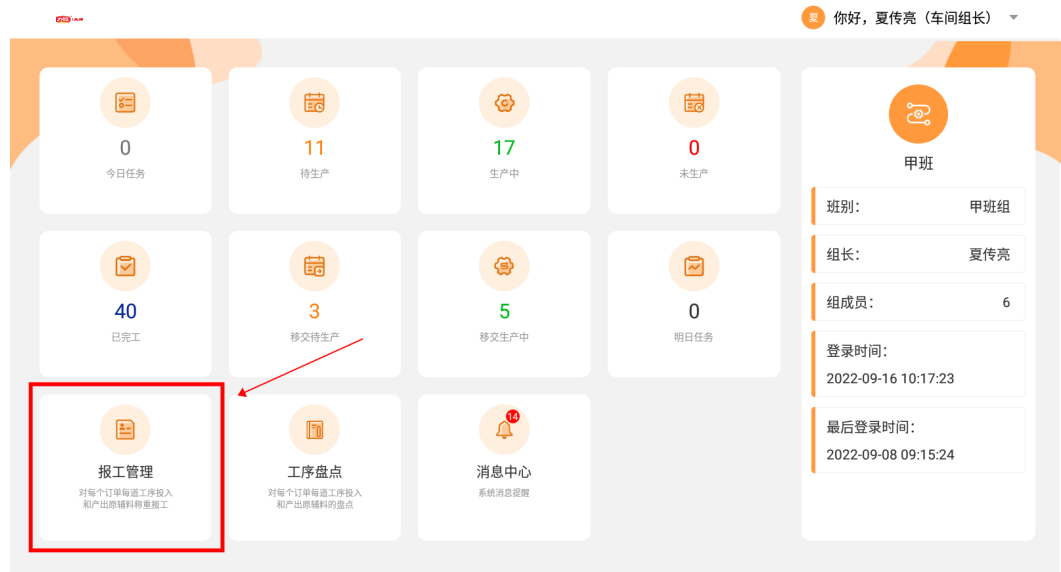 夏 你好，夏传亮（车间组长）
0
今日任务
11
待生产
17
生产中
0
未生产
40
已完工
3
移交待生产
5
移交生产中
0
明日任务
报工管理
对每个订单每道工序投入
和产出原辅料称重报工
工序盘点
对每个订单每道工序投入
和产出原辅料的盘点
14
消息中心
系统消息提醒
甲班
班别： 甲班组
组长： 夏传亮
组成员： 6
登录时间：
2022-09-16 10:17:23
最后登录时间：
2022-09-08 09:15:24